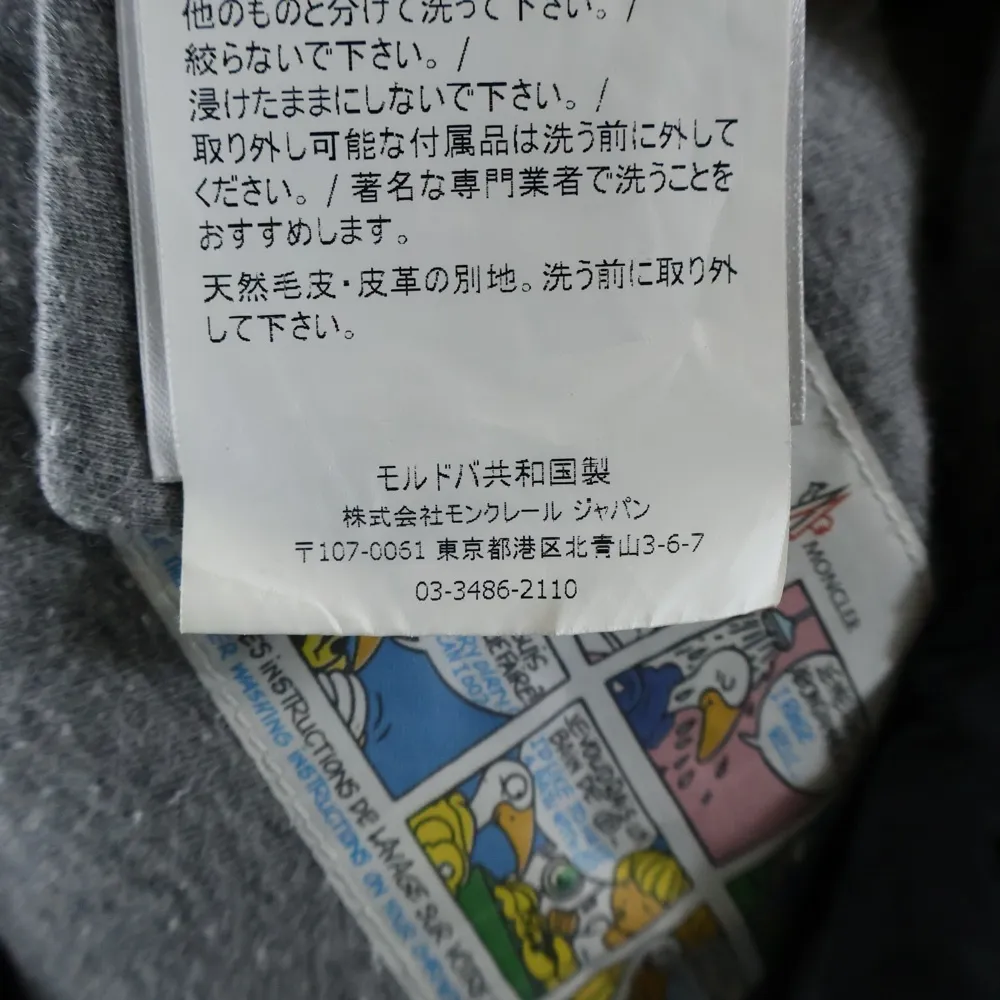 他のものと分けて洗って下さい。/
絞らないで下さい。/
浸けたままにしないで下さい。/
取り外し可能な付属品は洗う前に外して
ください。/ 著名な専門業者で洗うことを
おすすめします。
天然毛皮・皮革の別地。洗う前に取り外
して下さい。
モルドバ共和国製
株式会社モンクレール ジャパン
〒107-0061 東京都港区北青山3-6-7
03-3486-2110
MONCLER
INSTRUCTIONS DE LAVAGE SUR
WASHING INSTRUCTIONS ON YOUR
JE VOUDRAIS